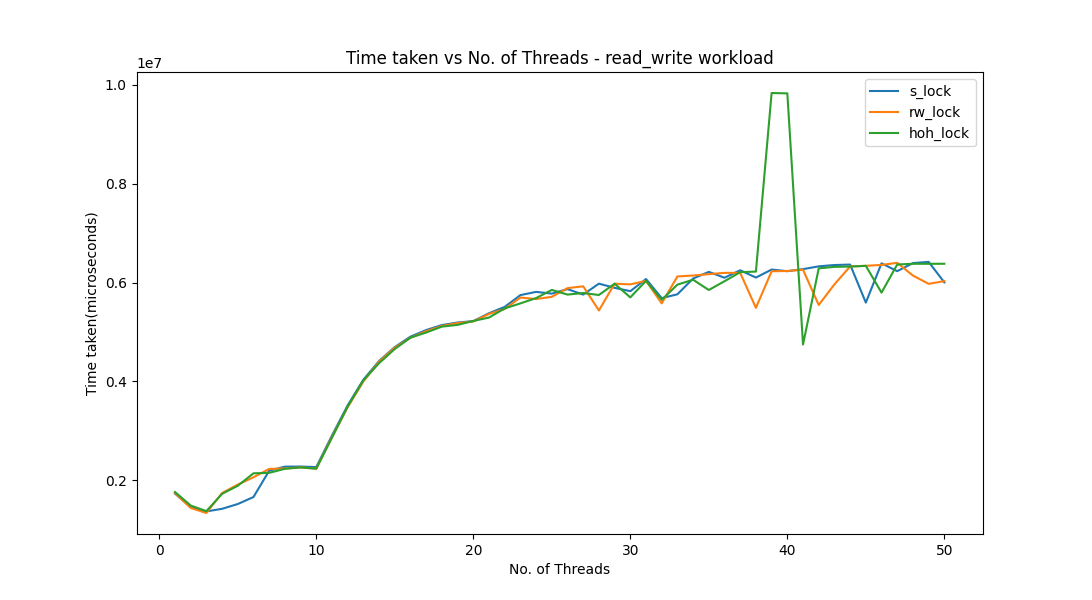 Time taken vs No. of Threads - read_write workload
1e7
1.0
0.8
0.6
0.4
0.2
Time taken(microseconds)
s_lock
rw_lock
hoh_lock
0 10 20 30 40 50
No. of Threads